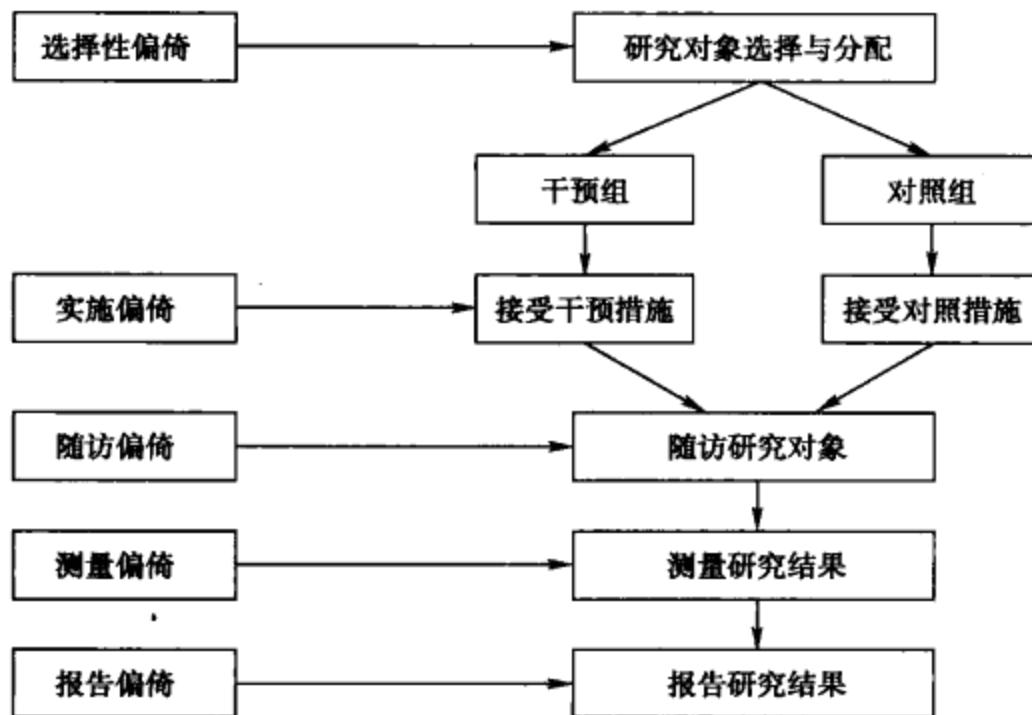 选择性偏倚
研究对象选择与分配
干预组
对照组
实施偏倚
接受干预措施
接受对照措施
随访偏倚
随访研究对象
测量偏倚
测量研究结果
报告偏倚
报告研究结果